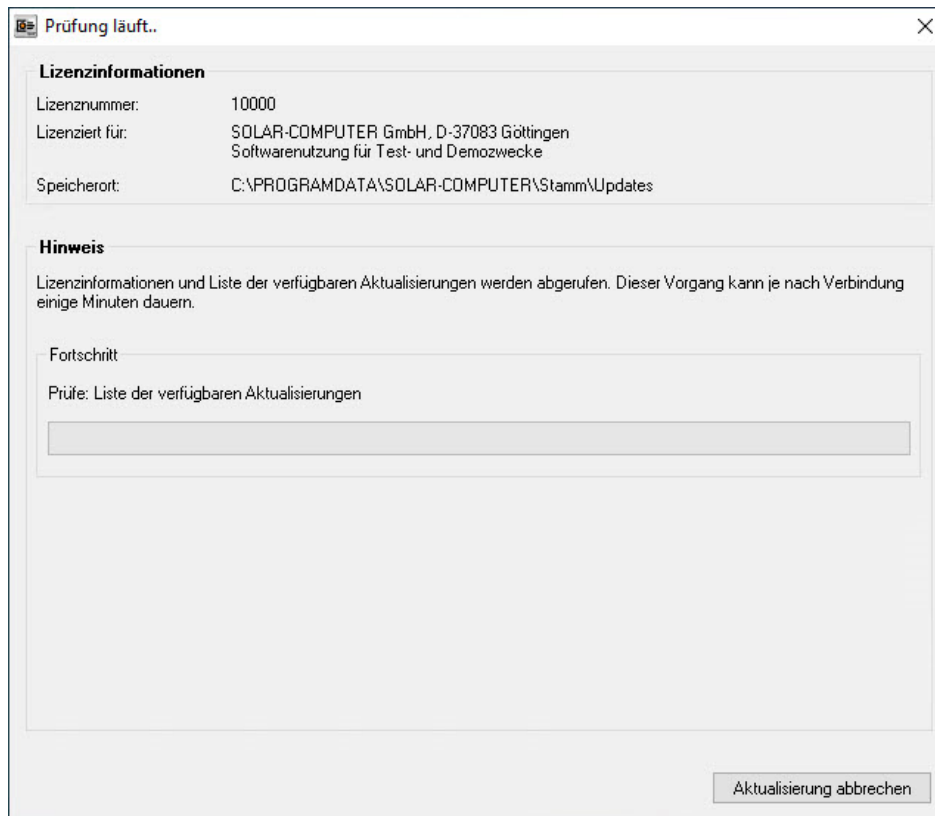 Prüfung läuft..
Lizenzinformationen
Lizenznummer: 10000
Lizenziert für: SOLAR-COMPUTER GmbH, D-37083 Göttingen
Softwarenutzung für Test- und Demozwecke
Speicherort: C:\PROGRAMDATA\SOLAR-COMPUTER\Stamm\Updates
Hinweis
Lizenzinformationen und Liste der verfügbaren Aktualisierungen werden abgerufen. Dieser Vorgang kann je nach Verbindung
einige Minuten dauern.
Fortschritt
Prüfe: Liste der verfügbaren Aktualisierungen
Aktualisierung abbrechen